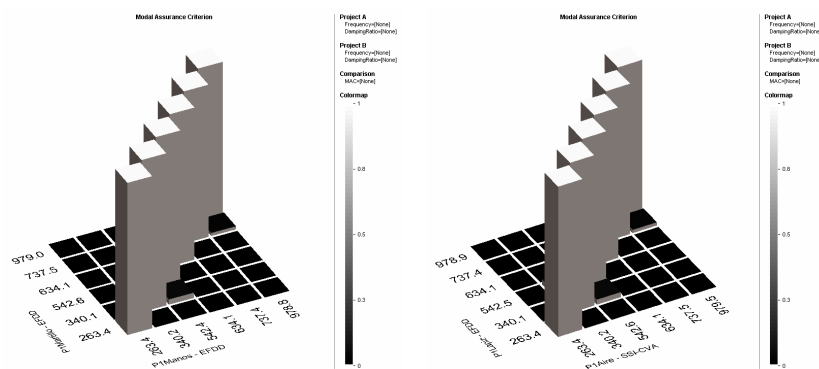 Modal Assurance Criterion
Project A
Frequency=[None]
DampingRatio=[None]
Project B
Frequency=[None]
DampingRatio=[None]
Comparison
MAC=[None]
Colormap
1
0.8
0.5
0.3
0
979.0
737.5
634.1
542.6
340.1
263.4
P1Martillo - EFDD
263.4
340.2
542.4
634.1
737.4
978.8
P1Manos - EFDD
Modal Assurance Criterion
Project A
Frequency=[None]
DampingRatio=[None]
Project B
Frequency=[None]
DampingRatio=[None]
Comparison
MAC=[None]
Colormap
1
0.8
0.5
0.3
0
978.9
737.4
634.1
542.5
340.1
263.4
263.4
340.2
542.6
634.1
737.5
979.5
P1Aire - SSI-CVA